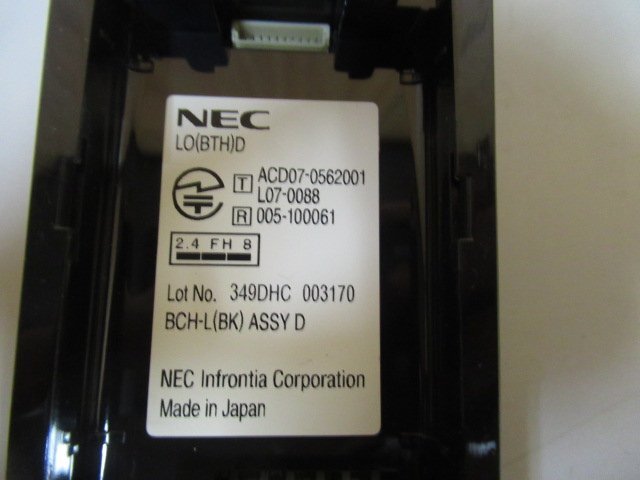 NEC
LO(BTH)D
T ACD07-0562001
L07-0088
R 005-100061
2.4 FH 8
Lot No. 349DHC 003170
BCH-L(BK) ASSY D
NEC Infrontia Corporation
Made in Japan